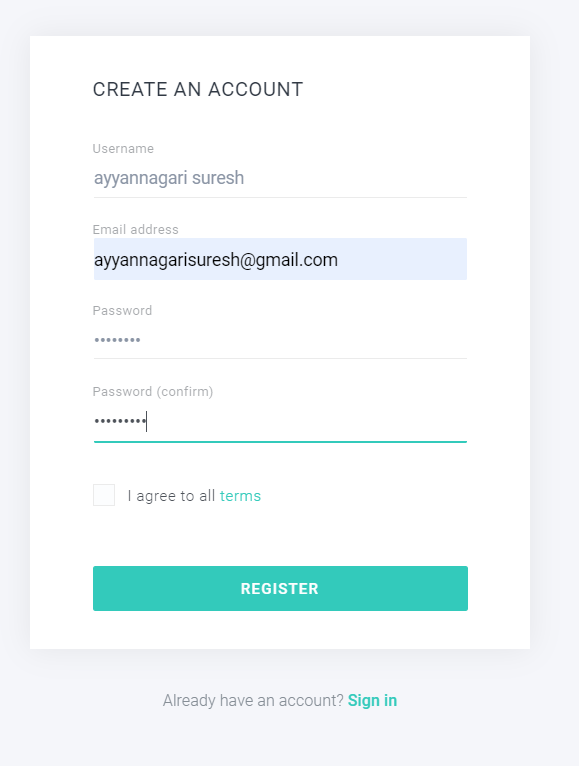 CREATE AN ACCOUNT
Username
ayyannagari suresh
Email address
ayyannagarisuresh@gmail.com
Password
••••••••
Password (confirm)
•••••••••
I agree to all terms
REGISTER
Already have an account? Sign in